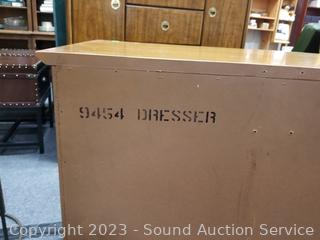 9454 DRESSER
Copyright 2023 - Sound Auction Service